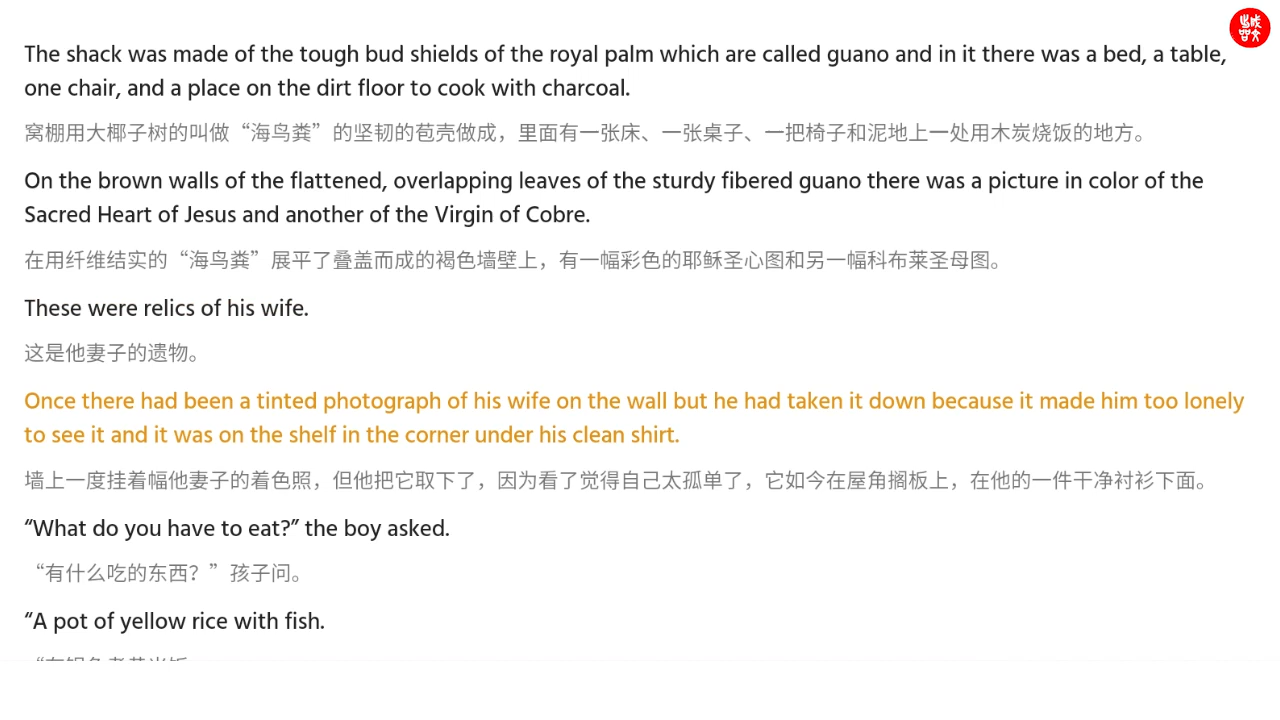 The shack was made of the tough bud shields of the royal palm which are called guano and in it there was a bed, a table,
one chair, and a place on the dirt floor to cook with charcoal.
窝棚用大椰子树的叫做“海鸟粪”的坚韧的苞壳做成，里面有一张床、一张桌子、一把椅子和泥地上一处用木炭烧饭的地方。
On the brown walls of the flattened, overlapping leaves of the sturdy fibered guano there was a picture in color of the
Sacred Heart of Jesus and another of the Virgin of Cobre.
在用纤维结实的“海鸟粪”展平了叠盖而成的褐色墙壁上，有一幅彩色的耶稣圣心图和另一幅科布莱圣母图。
These were relics of his wife.
这是他妻子的遗物。
Once there had been a tinted photograph of his wife on the wall but he had taken it down because it made him too lonely
to see it and it was on the shelf in the corner under his clean shirt.
墙上一度挂着幅他妻子的着色照，但他把它取下了，因为看了觉得自己太孤单了，它如今在屋角搁板上，在他的一件干净衬衫下面。
“What do you have to eat?” the boy asked.
“有什么吃的东西？”孩子问。
“A pot of yellow rice with fish.